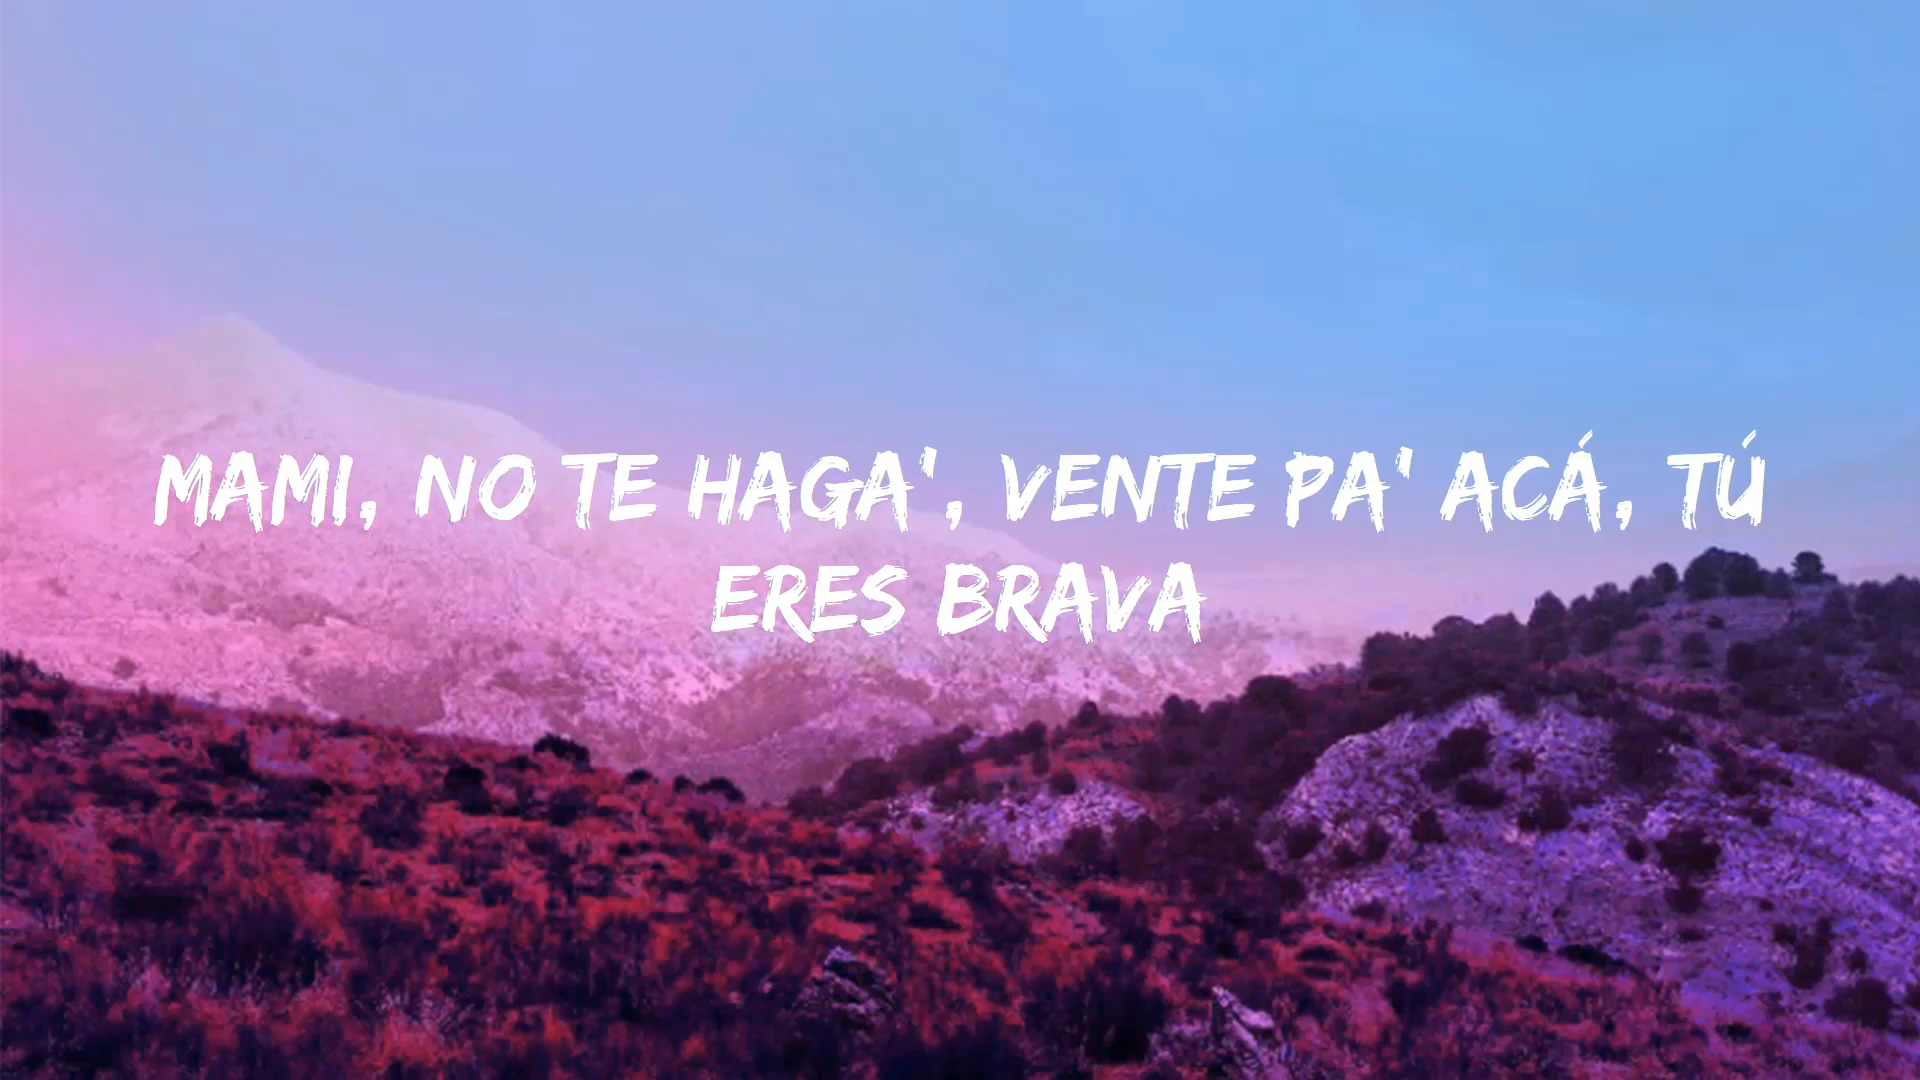 MAMI, NO TE HAGA', VENTE PA' ACÁ, TÚ
ERES BRAVA